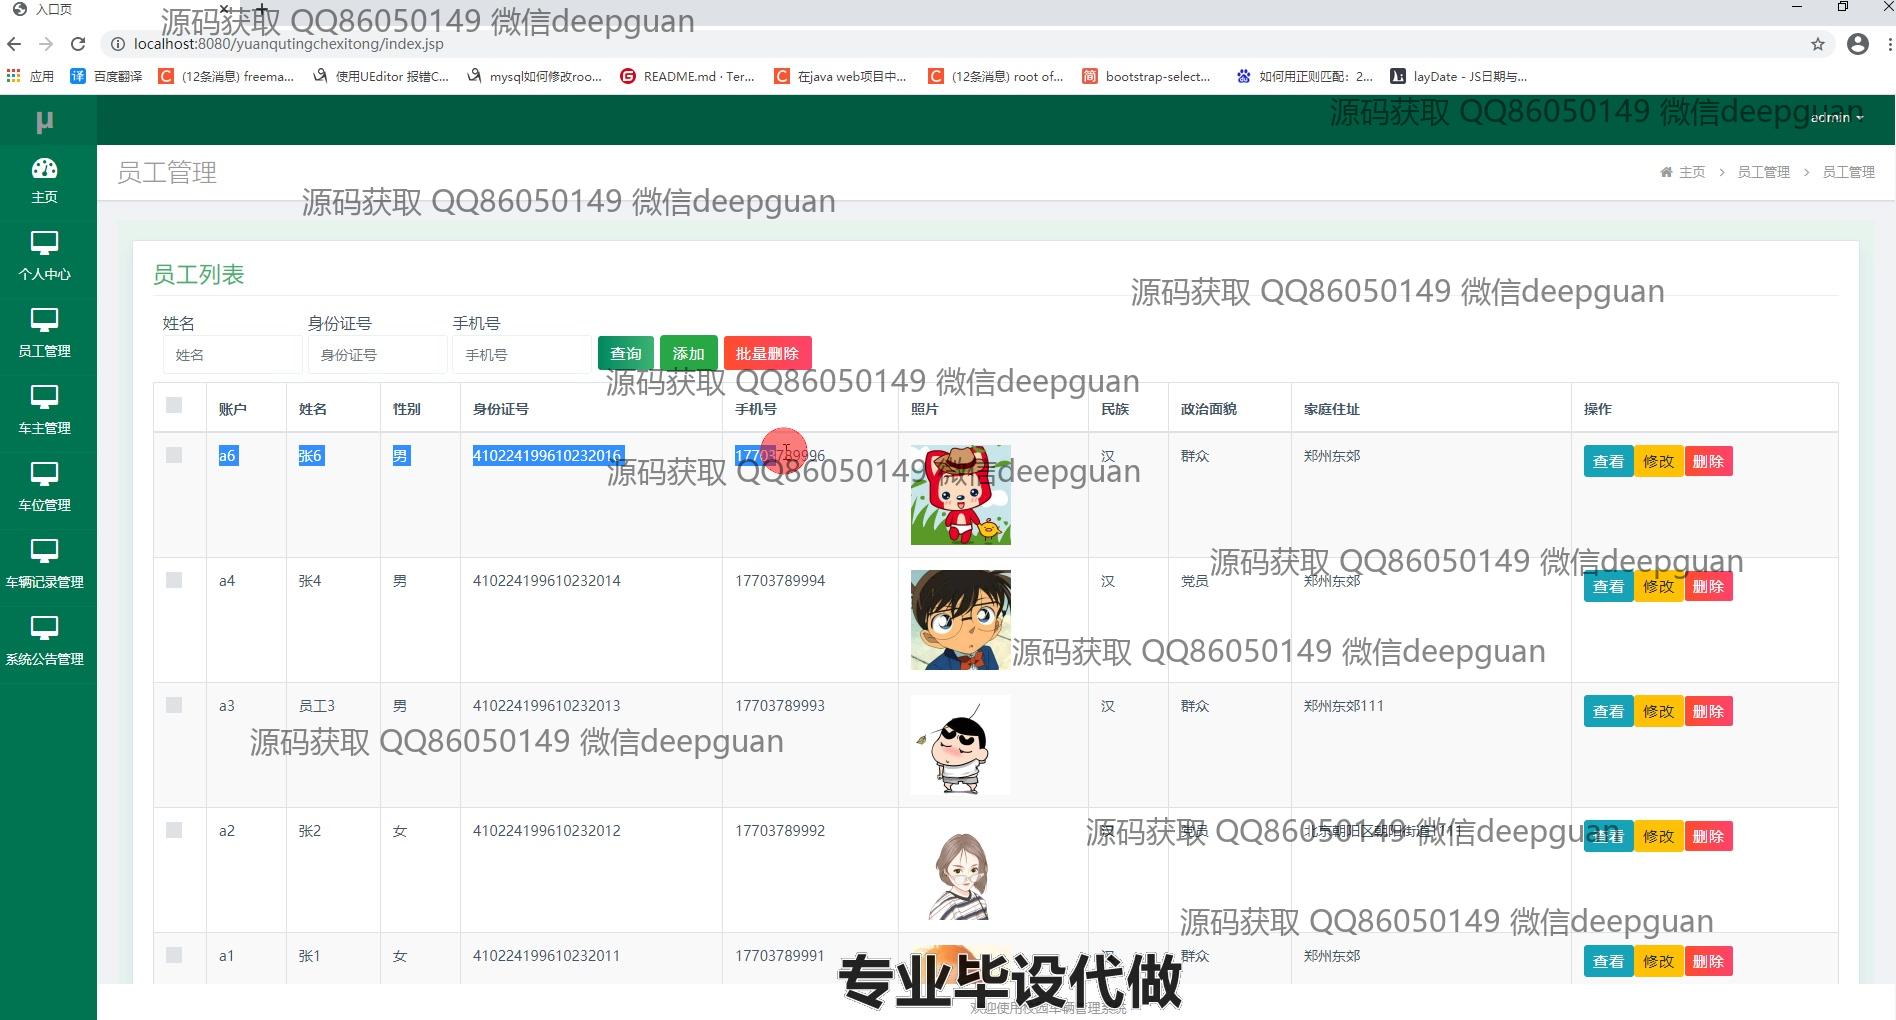 入口页
源码获取 QQ86050149 微信deepguan
localhost:8080/yuanqutingchexitong/index.jsp
应用 百度翻译 (12条消息) freema... 使用UEditor 报错C... mysql如何修改roo... README.md · Ter... 在java web项目中... (12条消息) root of... bootstrap-select... 如何用正则匹配：2... layDate - JS日期与...
μ
源码获取 QQ86050149 微信deepguan
admin
员工管理
主页 > 员工管理 > 员工管理
源码获取 QQ86050149 微信deepguan
主页
个人中心
员工管理
车主管理
车位管理
车辆记录管理
系统公告管理
员工列表
源码获取 QQ86050149 微信deepguan
姓名 身份证号 手机号
姓名 身份证号 手机号 查询 添加 批量删除
源码获取 QQ86050149 微信deepguan
账户 姓名 性别 身份证号 手机号 照片 民族 政治面貌 家庭住址 操作
a6 张6 男 410224199610232016 17703789996 汉 群众 郑州东郊 查看 修改 删除
源码获取 QQ86050149 微信deepguan
源码获取 QQ86050149 微信deepguan
a4 张4 男 410224199610232014 17703789994 汉 党员 郑州东郊 查看 修改 删除
源码获取 QQ86050149 微信deepguan
a3 员工3 男 410224199610232013 17703789993 汉 群众 郑州东郊111 查看 修改 删除
源码获取 QQ86050149 微信deepguan
a2 张2 女 410224199610232012 17703789992 汉 党员 北京朝阳区朝阳街道1111 查看 修改 删除
源码获取 QQ86050149 微信deepguan
源码获取 QQ86050149 微信deepguan
a1 张1 女 410224199610232011 17703789991 汉 群众 郑州东郊 查看 修改 删除
专业毕设代做
欢迎使用校园车辆管理系统